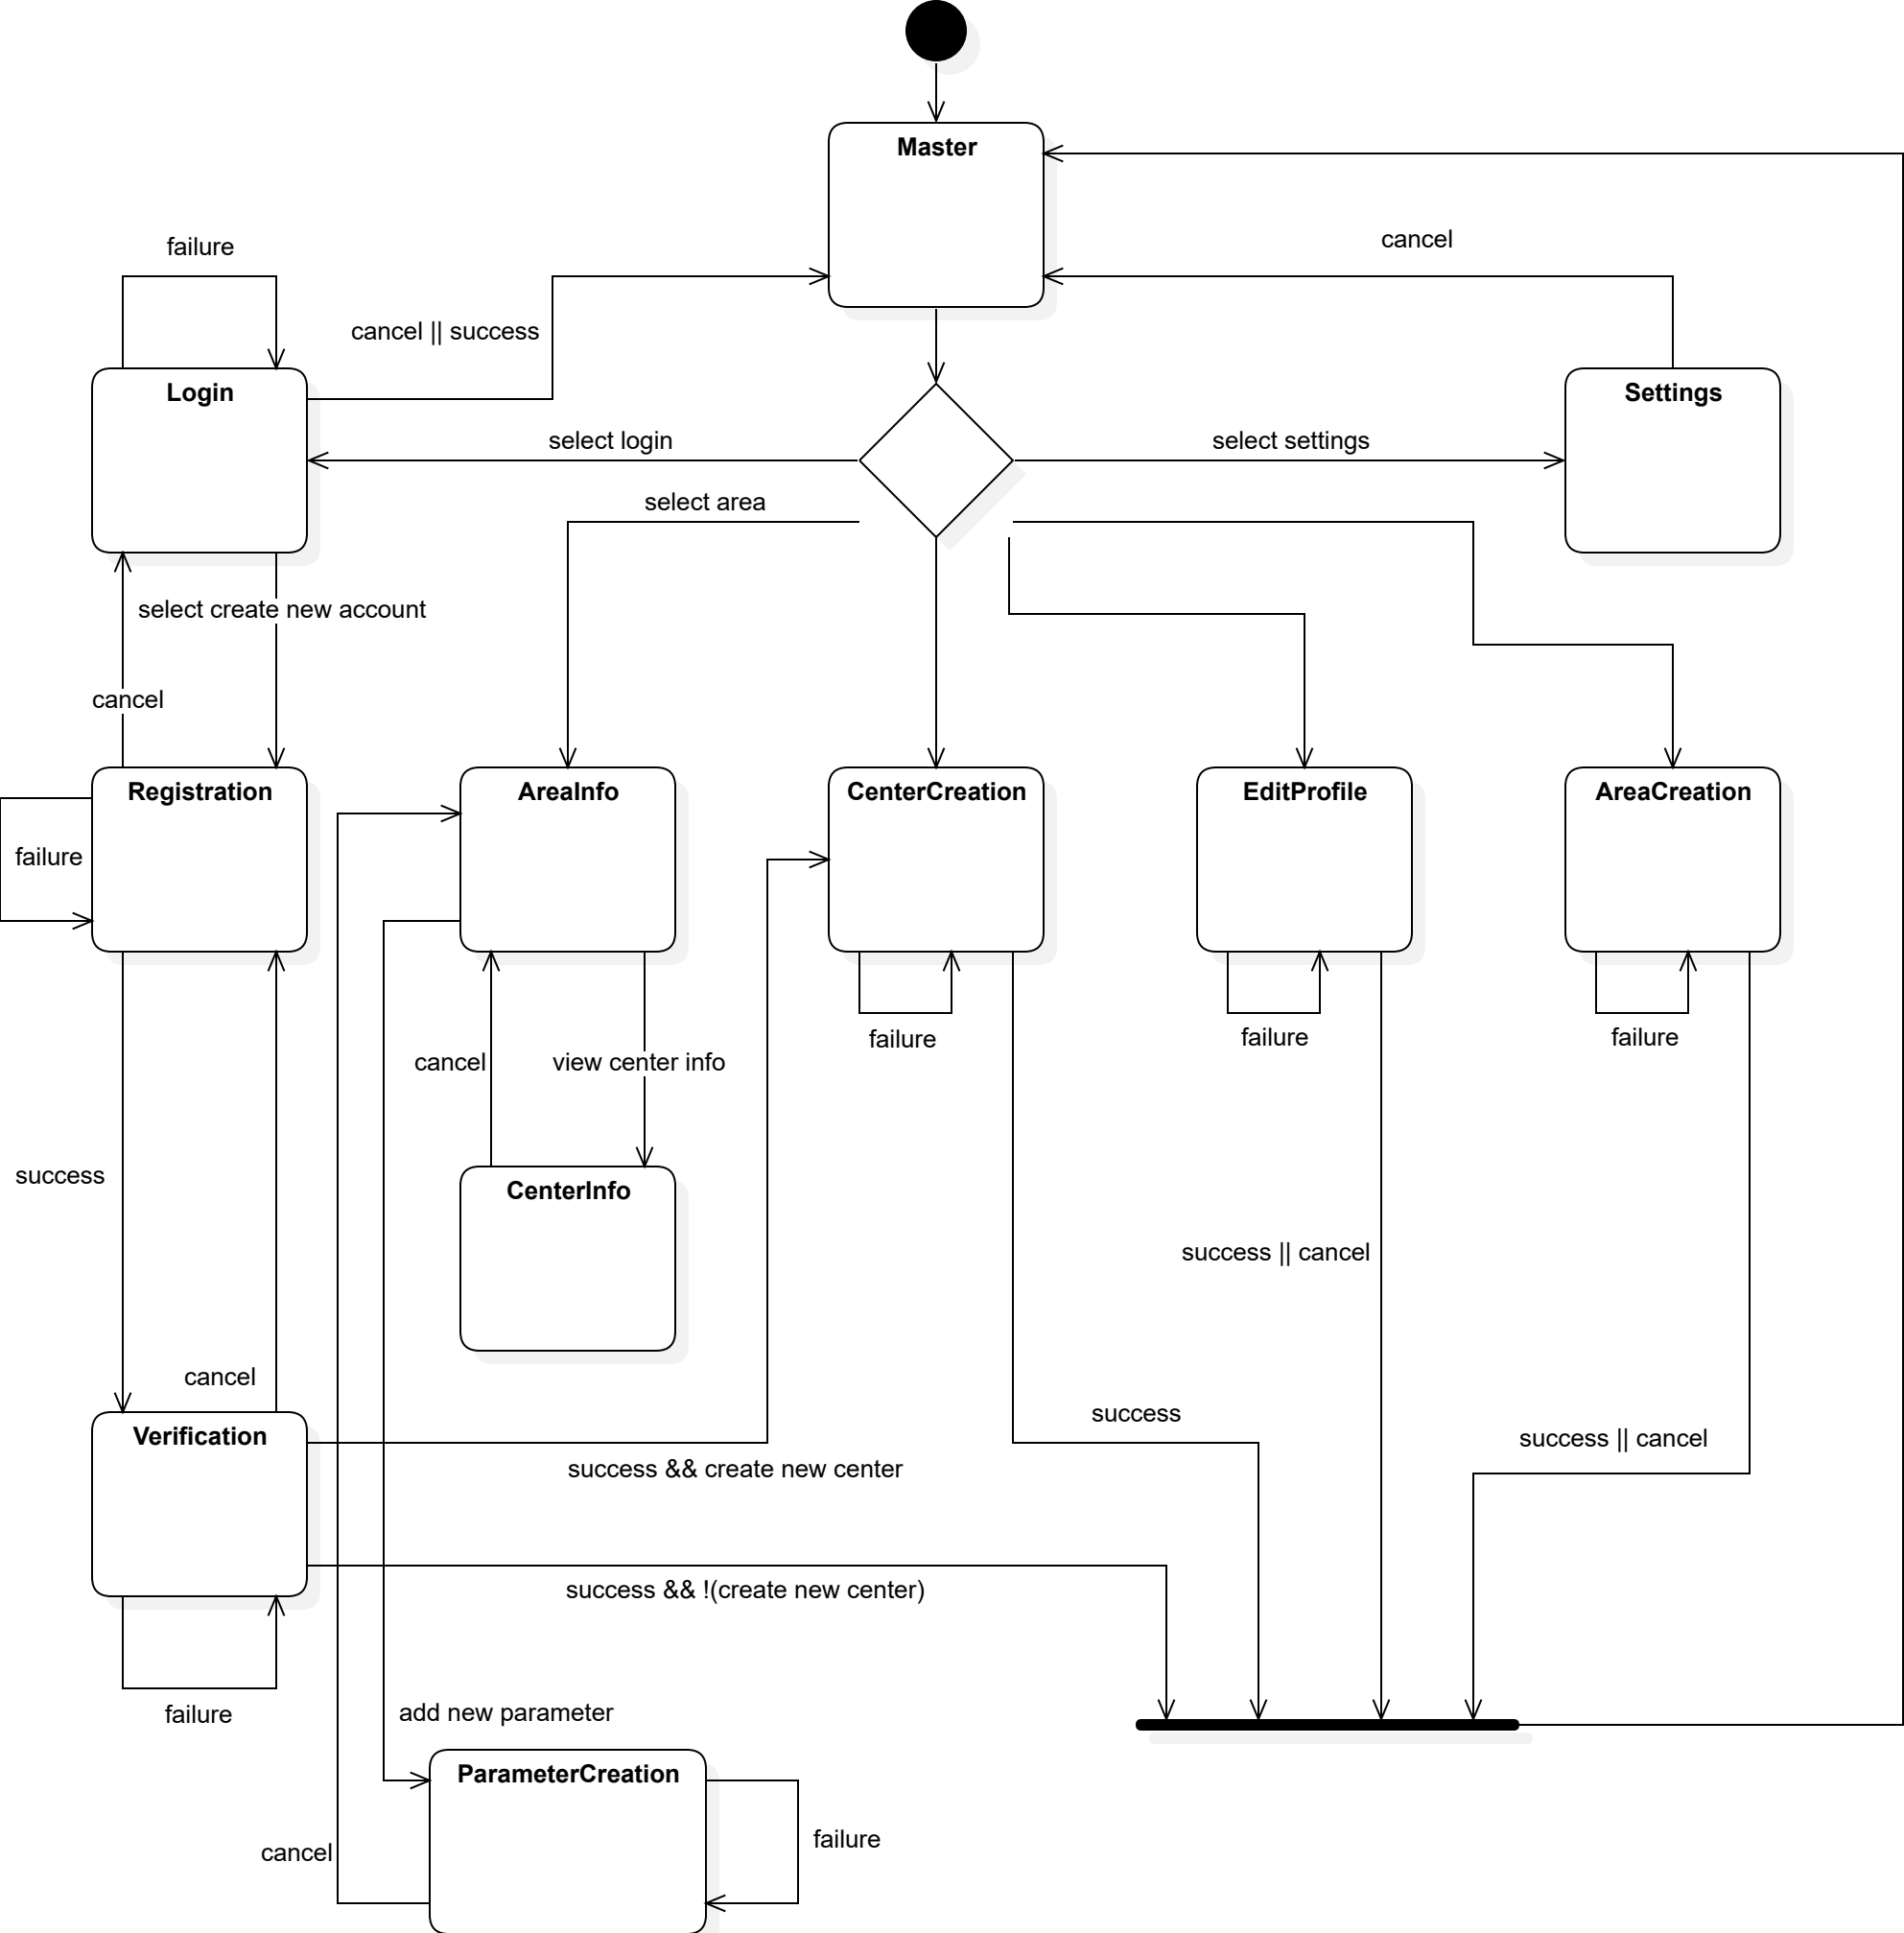 Master
cancel
failure
cancel || success
Login
Settings
select login
select settings
select area
select create new account
cancel
Registration
AreaInfo
CenterCreation
EditProfile
AreaCreation
failure
failure
failure
failure
cancel
view center info
success
CenterInfo
success || cancel
cancel
success
Verification
success || cancel
success && create new center
success && !(create new center)
failure
add new parameter
ParameterCreation
failure
cancel